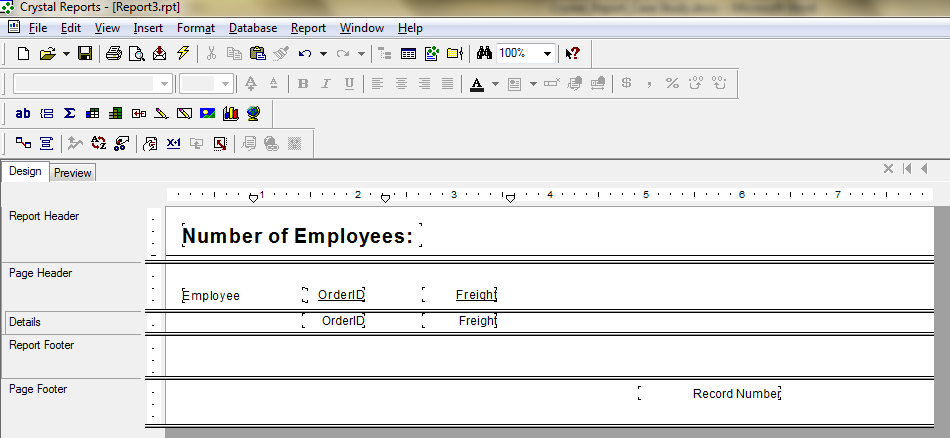 Crystal Reports - [Report3.rpt]
File Edit View Insert Format Database Report Window Help
100%
A B I U A $ , %
ab Σ
X+1
Design Preview
1 2 3 4 5 6 7
Report Header
Number of Employees:
Page Header
Employee OrderID Freight
Details
OrderID Freight
Report Footer
Page Footer
Record Number